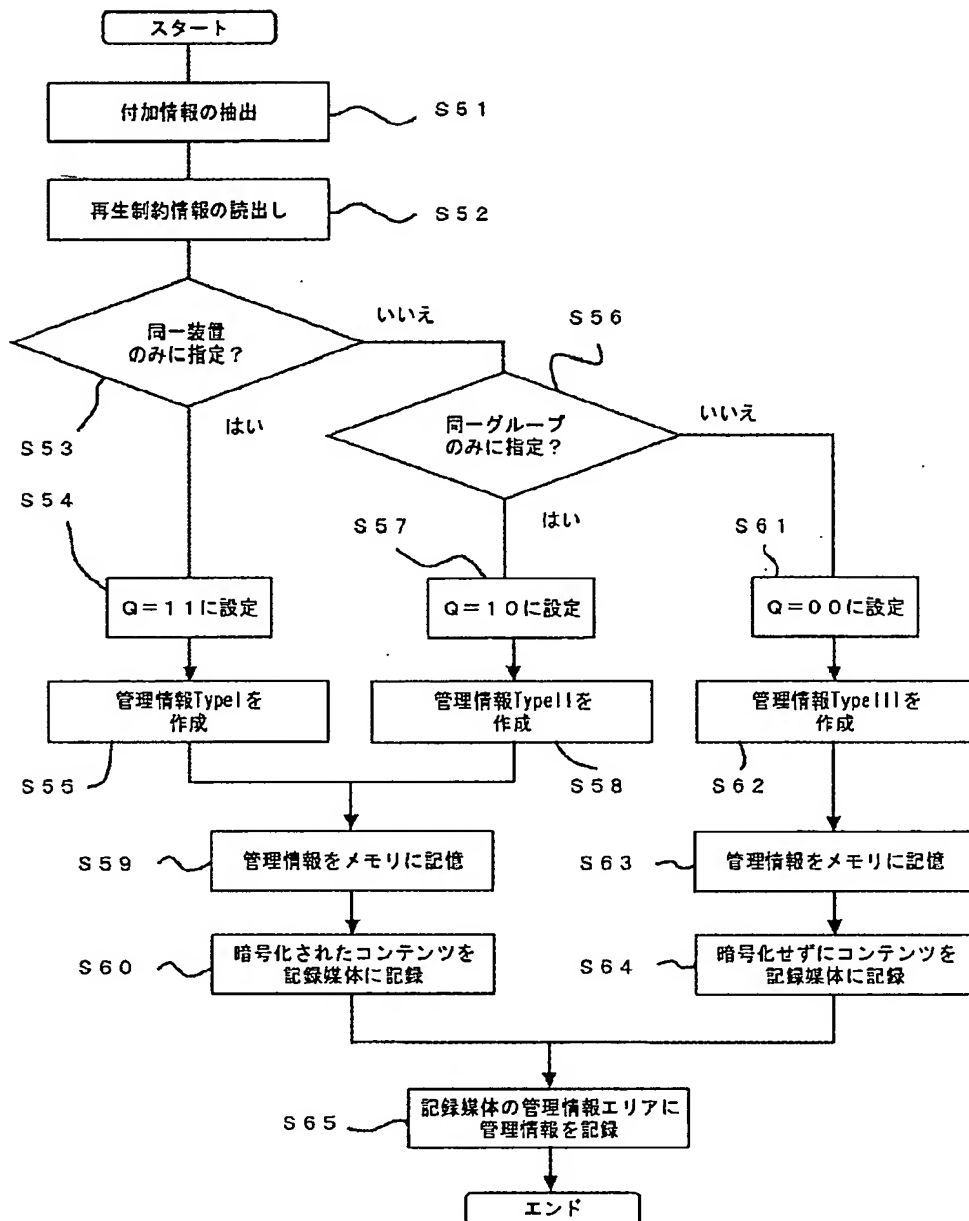 スタート
付加情報の抽出
S51
再生制約情報の読出し
S52
同一装置
のみに指定?
いいえ
S56
はい
S53
同一グループ
のみに指定?
いいえ
S54
はい
S57
S61
Q=11に設定
Q=10に設定
Q=00に設定
管理情報TypeIを
作成
管理情報TypeIIを
作成
管理情報TypeIIIを
作成
S55
S58
S62
S59
管理情報をメモリに記憶
S63
管理情報をメモリに記憶
S60
暗号化されたコンテンツを
記録媒体に記録
S64
暗号化せずにコンテンツを
記録媒体に記録
S65
記録媒体の管理情報エリアに
管理情報を記録
エンド